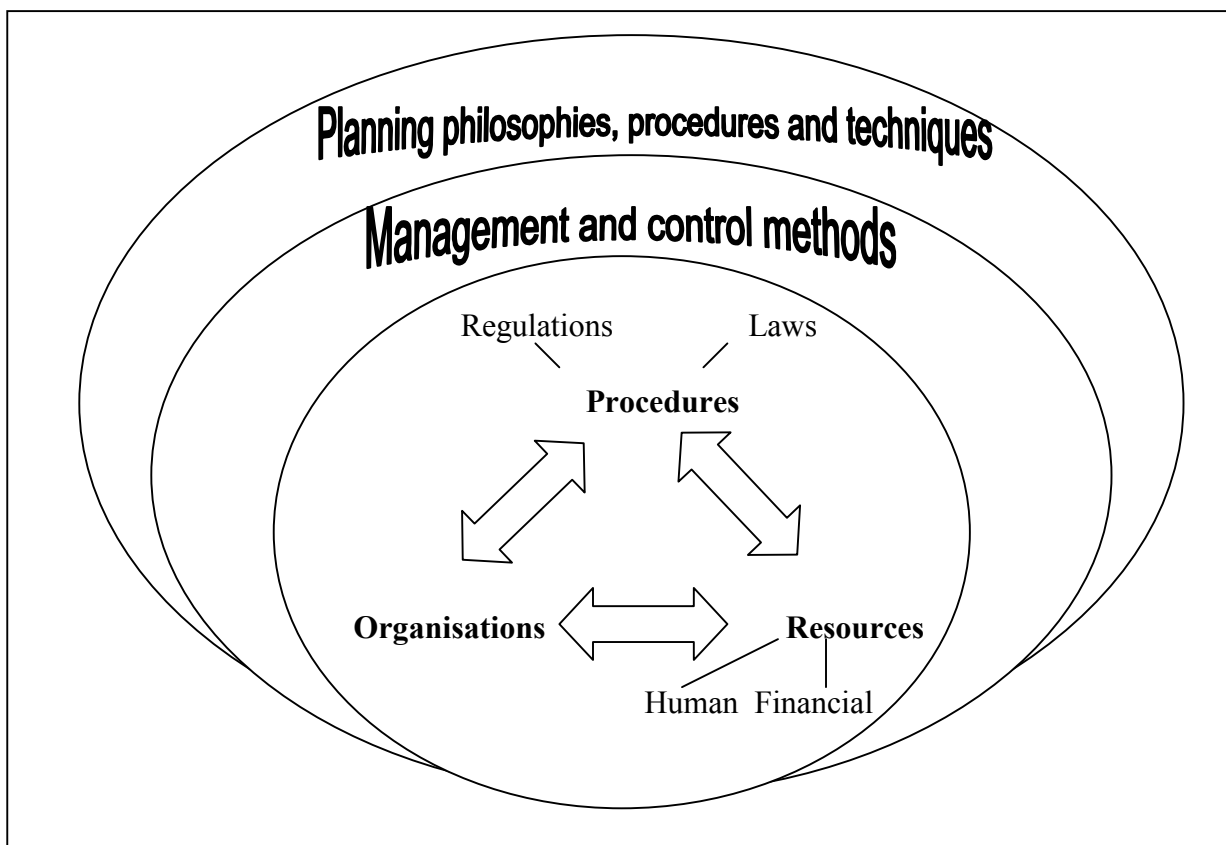 Planning philosophies, procedures and techniques
Management and control methods
Regulations Laws
Procedures
Organisations Resources
Human Financial